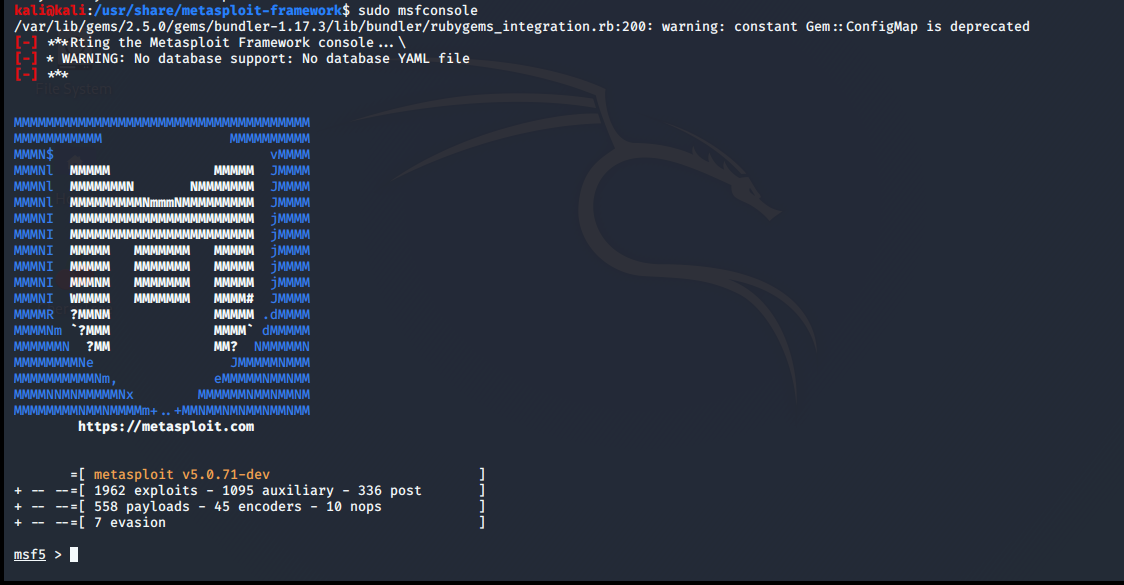 kali@kali:/usr/share/metasploit-framework$ sudo msfconsole
/var/lib/gems/2.5.0/gems/bundler-1.17.3/lib/bundler/rubygems_integration.rb:200: warning: constant Gem::ConfigMap is deprecated
[-] ***Rting the Metasploit Framework console...\
[-] * WARNING: No database support: No database YAML file
[-] ***
File System
MMMMMMMMMMMMMMMMMMMMMMMMMMMMMMMMMMMMM
MMMMMMMMMMM                MMMMMMMMMM
MMMN$                           vMMMM
MMMNl  MMMMM             MMMMM  JMMMM
MMMNl  MMMMMMMN       NMMMMMMM  JMMMM
MMMNl  MMMMMMMMMNmmmNMMMMMMMMM  JMMMM
MMMNI  MMMMMMMMMMMMMMMMMMMMMMM  jMMMM
MMMNI  MMMMMMMMMMMMMMMMMMMMMMM  jMMMM
MMMNI  MMMMM   MMMMMMM   MMMMM  jMMMM
MMMNI  MMMMM   MMMMMMM   MMMMM  jMMMM
MMMNI  MMMNM   MMMMMMM   MMMMM  jMMMM
MMMNI  WMMMM   MMMMMMM   MMMM#  JMMMM
MMMMR  ?MMNM             MMMMM .dMMMM
MMMMNm `?MMM             MMMM` dMMMMM
MMMMMMN  ?MM             MM?  NMMMMMN
MMMMMMMMNe                 JMMMMMNMMM
MMMMMMMMMMNm,            eMMMMMNMMNMM
MMMMNNMNMMMMMNx        MMMMMMNMMNMMNM
MMMMMMMMNMMNMMMMm+..+MMNMMNMNMMNMMNMM
        https://metasploit.com
       =[ metasploit v5.0.71-dev                          ]
+ -- --=[ 1962 exploits - 1095 auxiliary - 336 post       ]
+ -- --=[ 558 payloads - 45 encoders - 10 nops            ]
+ -- --=[ 7 evasion                                       ]
msf5 >